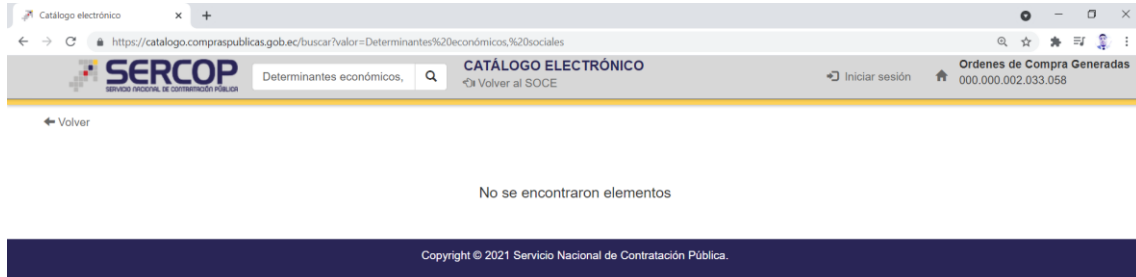 Catálogo electrónico
https://catalogo.compraspublicas.gob.ec/buscar?valor=Determinantes%20económicos,%20sociales
SERCOP
SERVICIO NACIONAL DE CONTRATACIÓN PÚBLICA
Determinantes económicos,
CATÁLOGO ELECTRÓNICO
Volver al SOCE
Iniciar sesión
Ordenes de Compra Generadas
000.000.002.033.058
Volver
No se encontraron elementos
Copyright © 2021 Servicio Nacional de Contratación Pública.